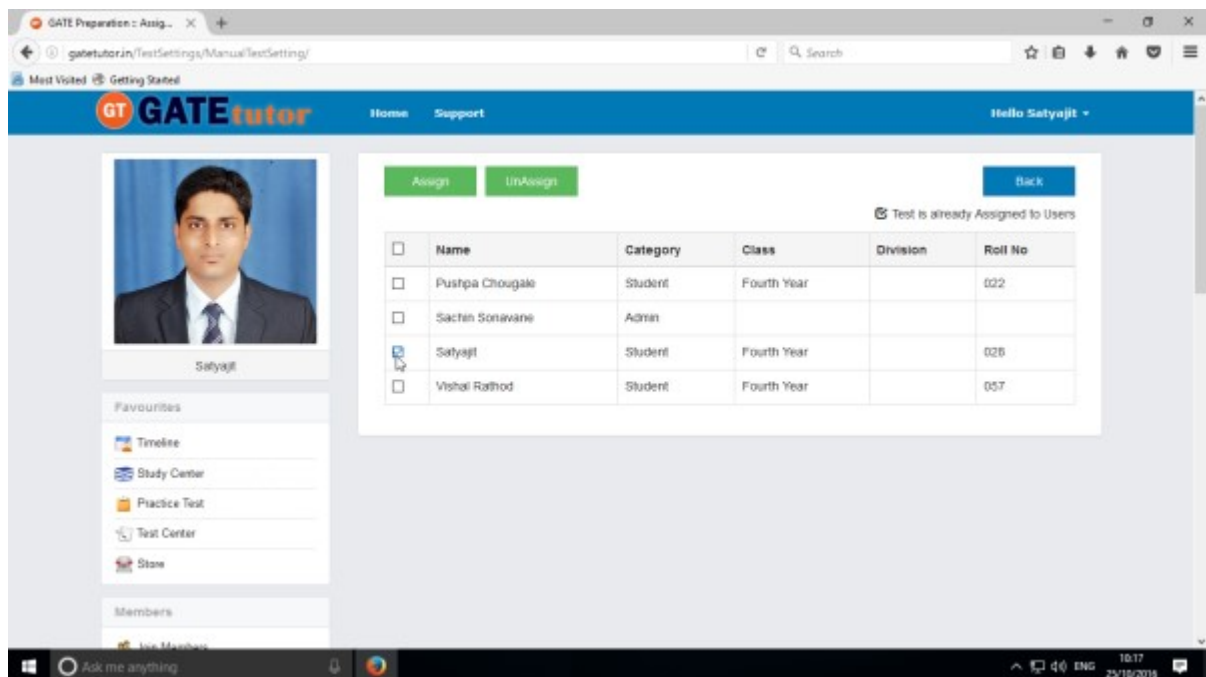 GATE Preparation :: Assig...
gatetutor.in/TestSettings/ManualTestSetting/
Search
Most Visited Getting Started
GT GATEtutor Home Support Hello Satyajit
Assign UnAssign Back
Test is already Assigned to Users
Name Category Class Division Roll No
Pushpa Chougale Student Fourth Year 022
Sachin Sonavane Admin
Satyajit Student Fourth Year
Vishal Rathod Student Fourth Year 057
Satyajit
Favourites
Timeline
Study Center
Practice Test
Test Center
Store
Members
Join Members
Ask me anything
ENG
10:17
25/10/2016